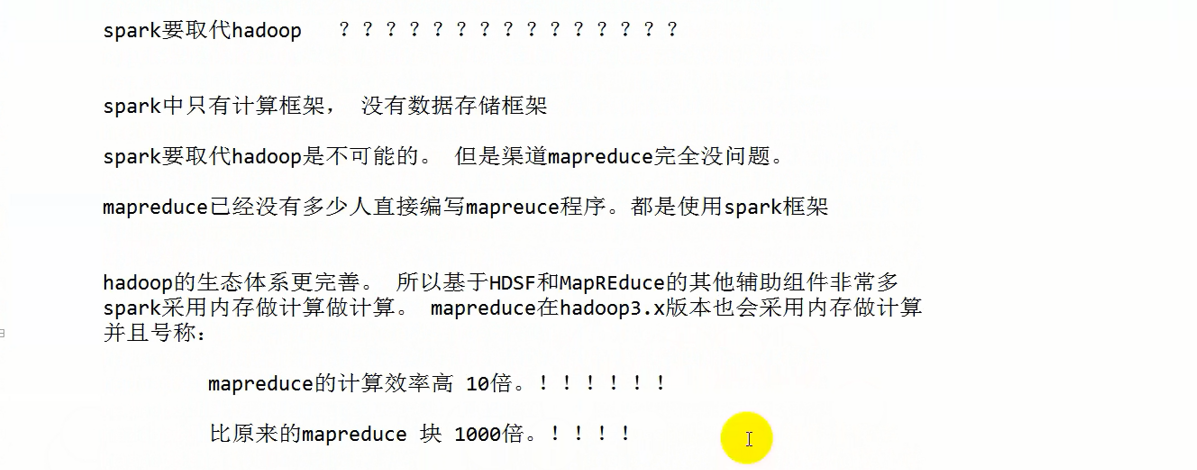 spark要取代hadoop ？？？？？？？？？？？？？？？
spark中只有计算框架， 没有数据存储框架
spark要取代hadoop是不可能的。 但是渠道mapreduce完全没问题。
mapreduce已经没有多少人直接编写mapreuce程序。都是使用spark框架
hadoop的生态体系更完善。 所以基于HDSF和MapREduce的其他辅助组件非常多
spark采用内存做计算做计算。 mapreduce在hadoop3.x版本也会采用内存做计算
并且号称：
mapreduce的计算效率高 10倍。！！！！！！
比原来的mapreduce 块 1000倍。！！！！